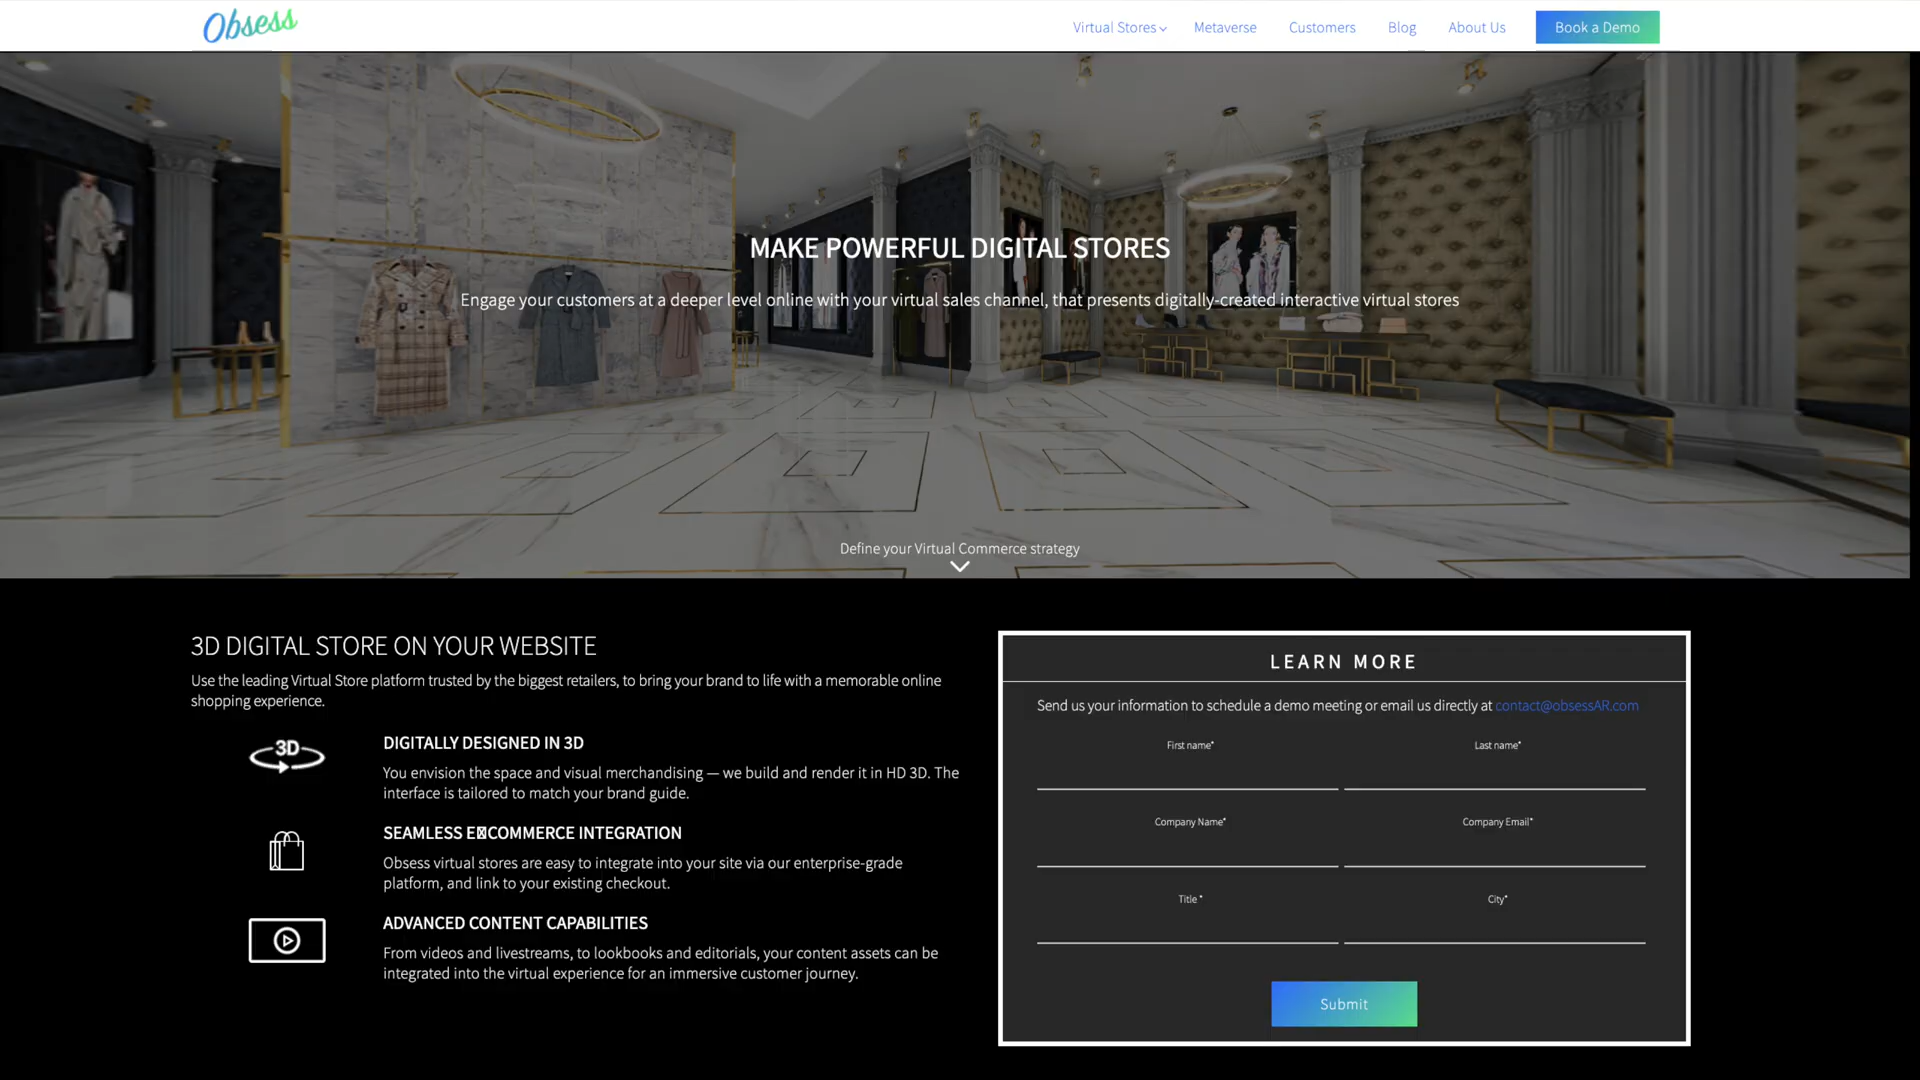 Obsess
Virtual Stores
Metaverse
Customers
Blog
About Us
Book a Demo
MAKE POWERFUL DIGITAL STORES
Engage your customers at a deeper level online with your virtual sales channel, that presents digitally-created interactive virtual stores
Define your Virtual Commerce strategy
3D DIGITAL STORE ON YOUR WEBSITE
Use the leading Virtual Store platform trusted by the biggest retailers, to bring your brand to life with a memorable online
shopping experience.
3D
DIGITALLY DESIGNED IN 3D
You envision the space and visual merchandising — we build and render it in HD 3D. The
interface is tailored to match your brand guide.
SEAMLESS E☒COMMERCE INTEGRATION
Obsess virtual stores are easy to integrate into your site via our enterprise-grade
platform, and link to your existing checkout.
ADVANCED CONTENT CAPABILITIES
From videos and livestreams, to lookbooks and editorials, your content assets can be
integrated into the virtual experience for an immersive customer journey.
LEARN MORE
Send us your information to schedule a demo meeting or email us directly at contact@obsessAR.com
First name*
Last name*
Company Name*
Company Email*
Title *
City*
Submit